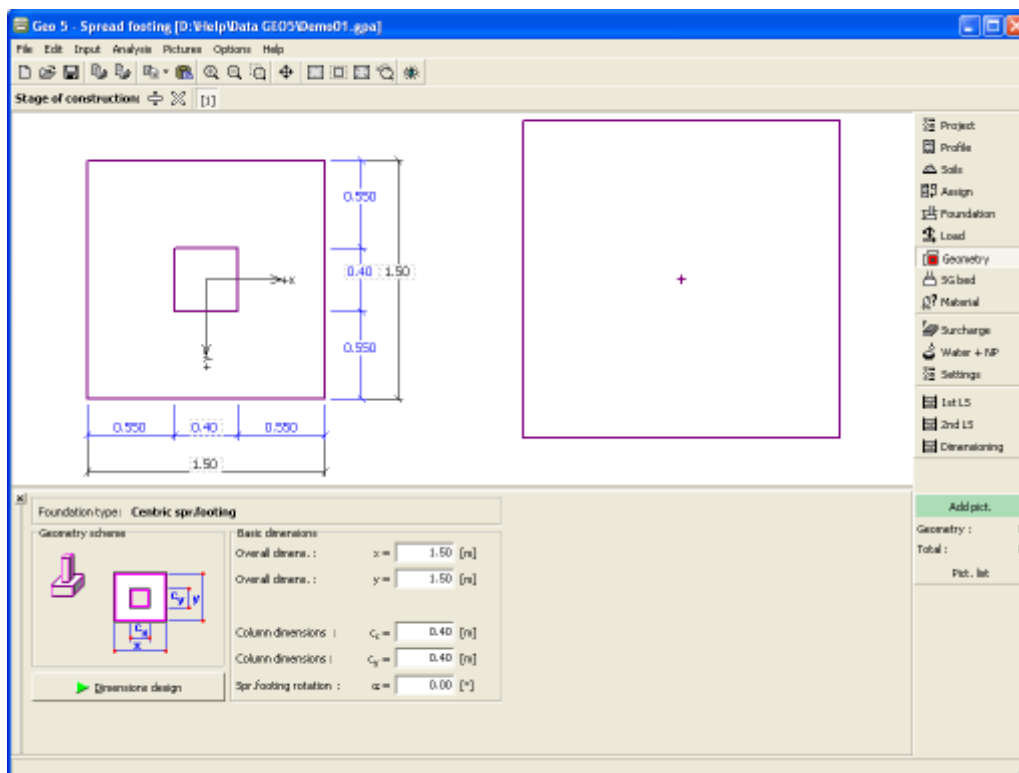 Geo 5 - Spread footing [D:\Help\Data GEO5\Demo01.gpa]
File Edit Input Analysis Pictures Options Help
Stage of construction: [1]
0.550
0.40 1.50
0.550
+x
+y
0.550 0.40 0.550
1.50
Project
Profile
Soils
Assign
Foundation
Load
Geometry
SG bed
Material
Surcharge
Water + NP
Settings
1st LS
2nd LS
Dimensioning
Foundation type: Centric spr.footing
Geometry scheme
cy y
cx
x
Dimensions design
Basic dimensions
Overall dimens. : x = 1.50 [m]
Overall dimens. : y = 1.50 [m]
Column dimensions : cx = 0.40 [m]
Column dimensions : cy = 0.40 [m]
Spr.footing rotation : α = 0.00 [°]
Add pict.
Geometry :
Total :
Pict. list